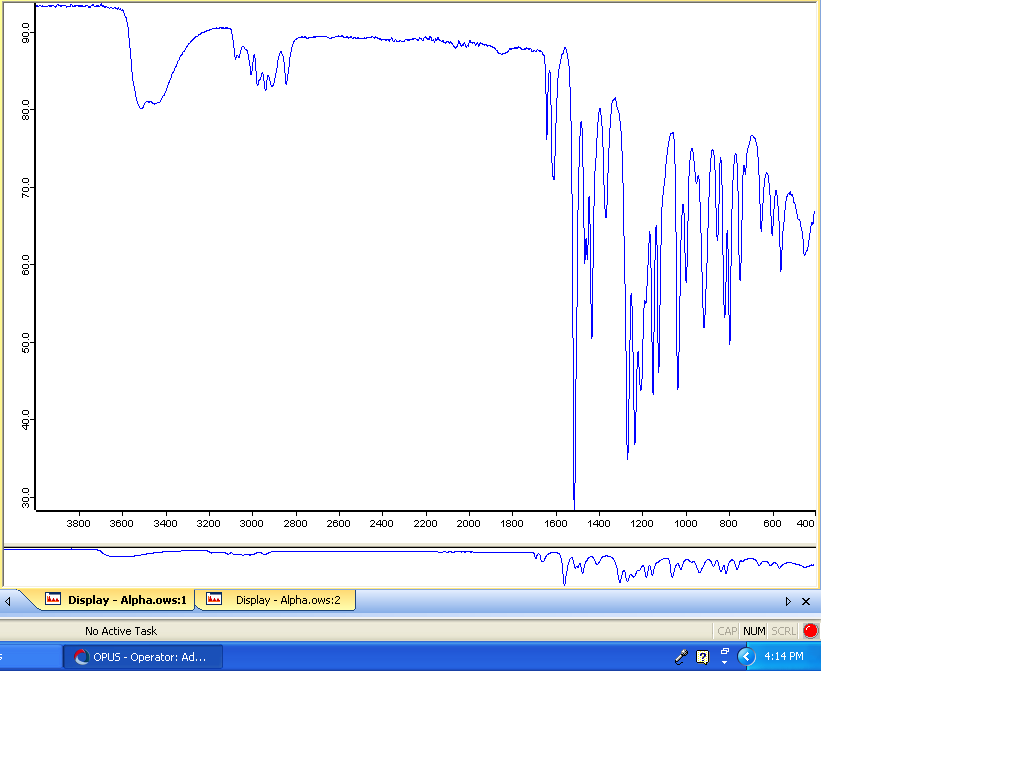 90.0
80.0
70.0
60.0
50.0
40.0
30.0
3800 3600 3400 3200 3000 2800 2600 2400 2200 2000 1800 1600 1400 1200 1000 800 600 400
Display - Alpha.ows:1 Display - Alpha.ows:2
No Active Task CAP NUM SCRL
s OPUS - Operator: Ad... ? 4:14 PM